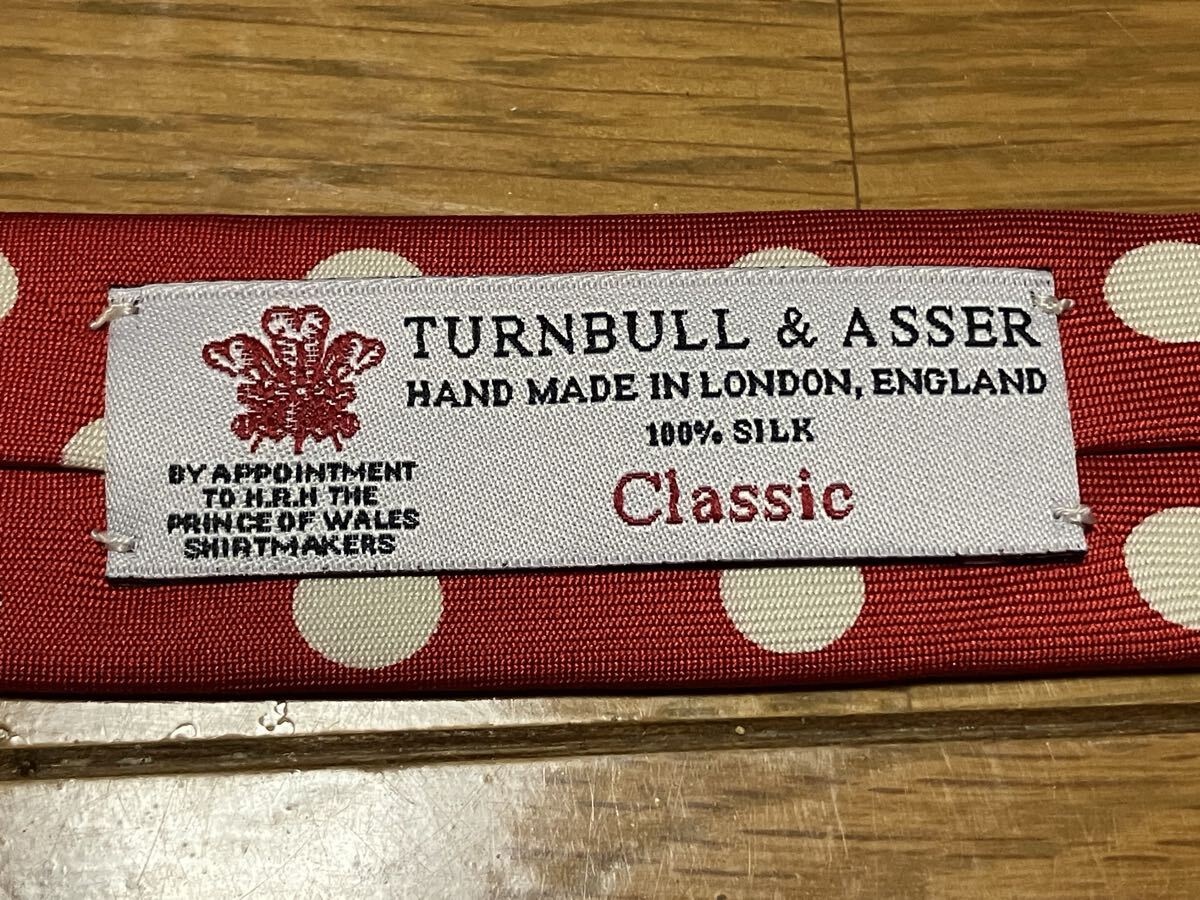 TURNBULL & ASSER
HAND MADE IN LONDON, ENGLAND
100% SILK
Classic
BY APPOINTMENT
TO H.R.H THE
PRINCE OF WALES
SHIRTMAKERS